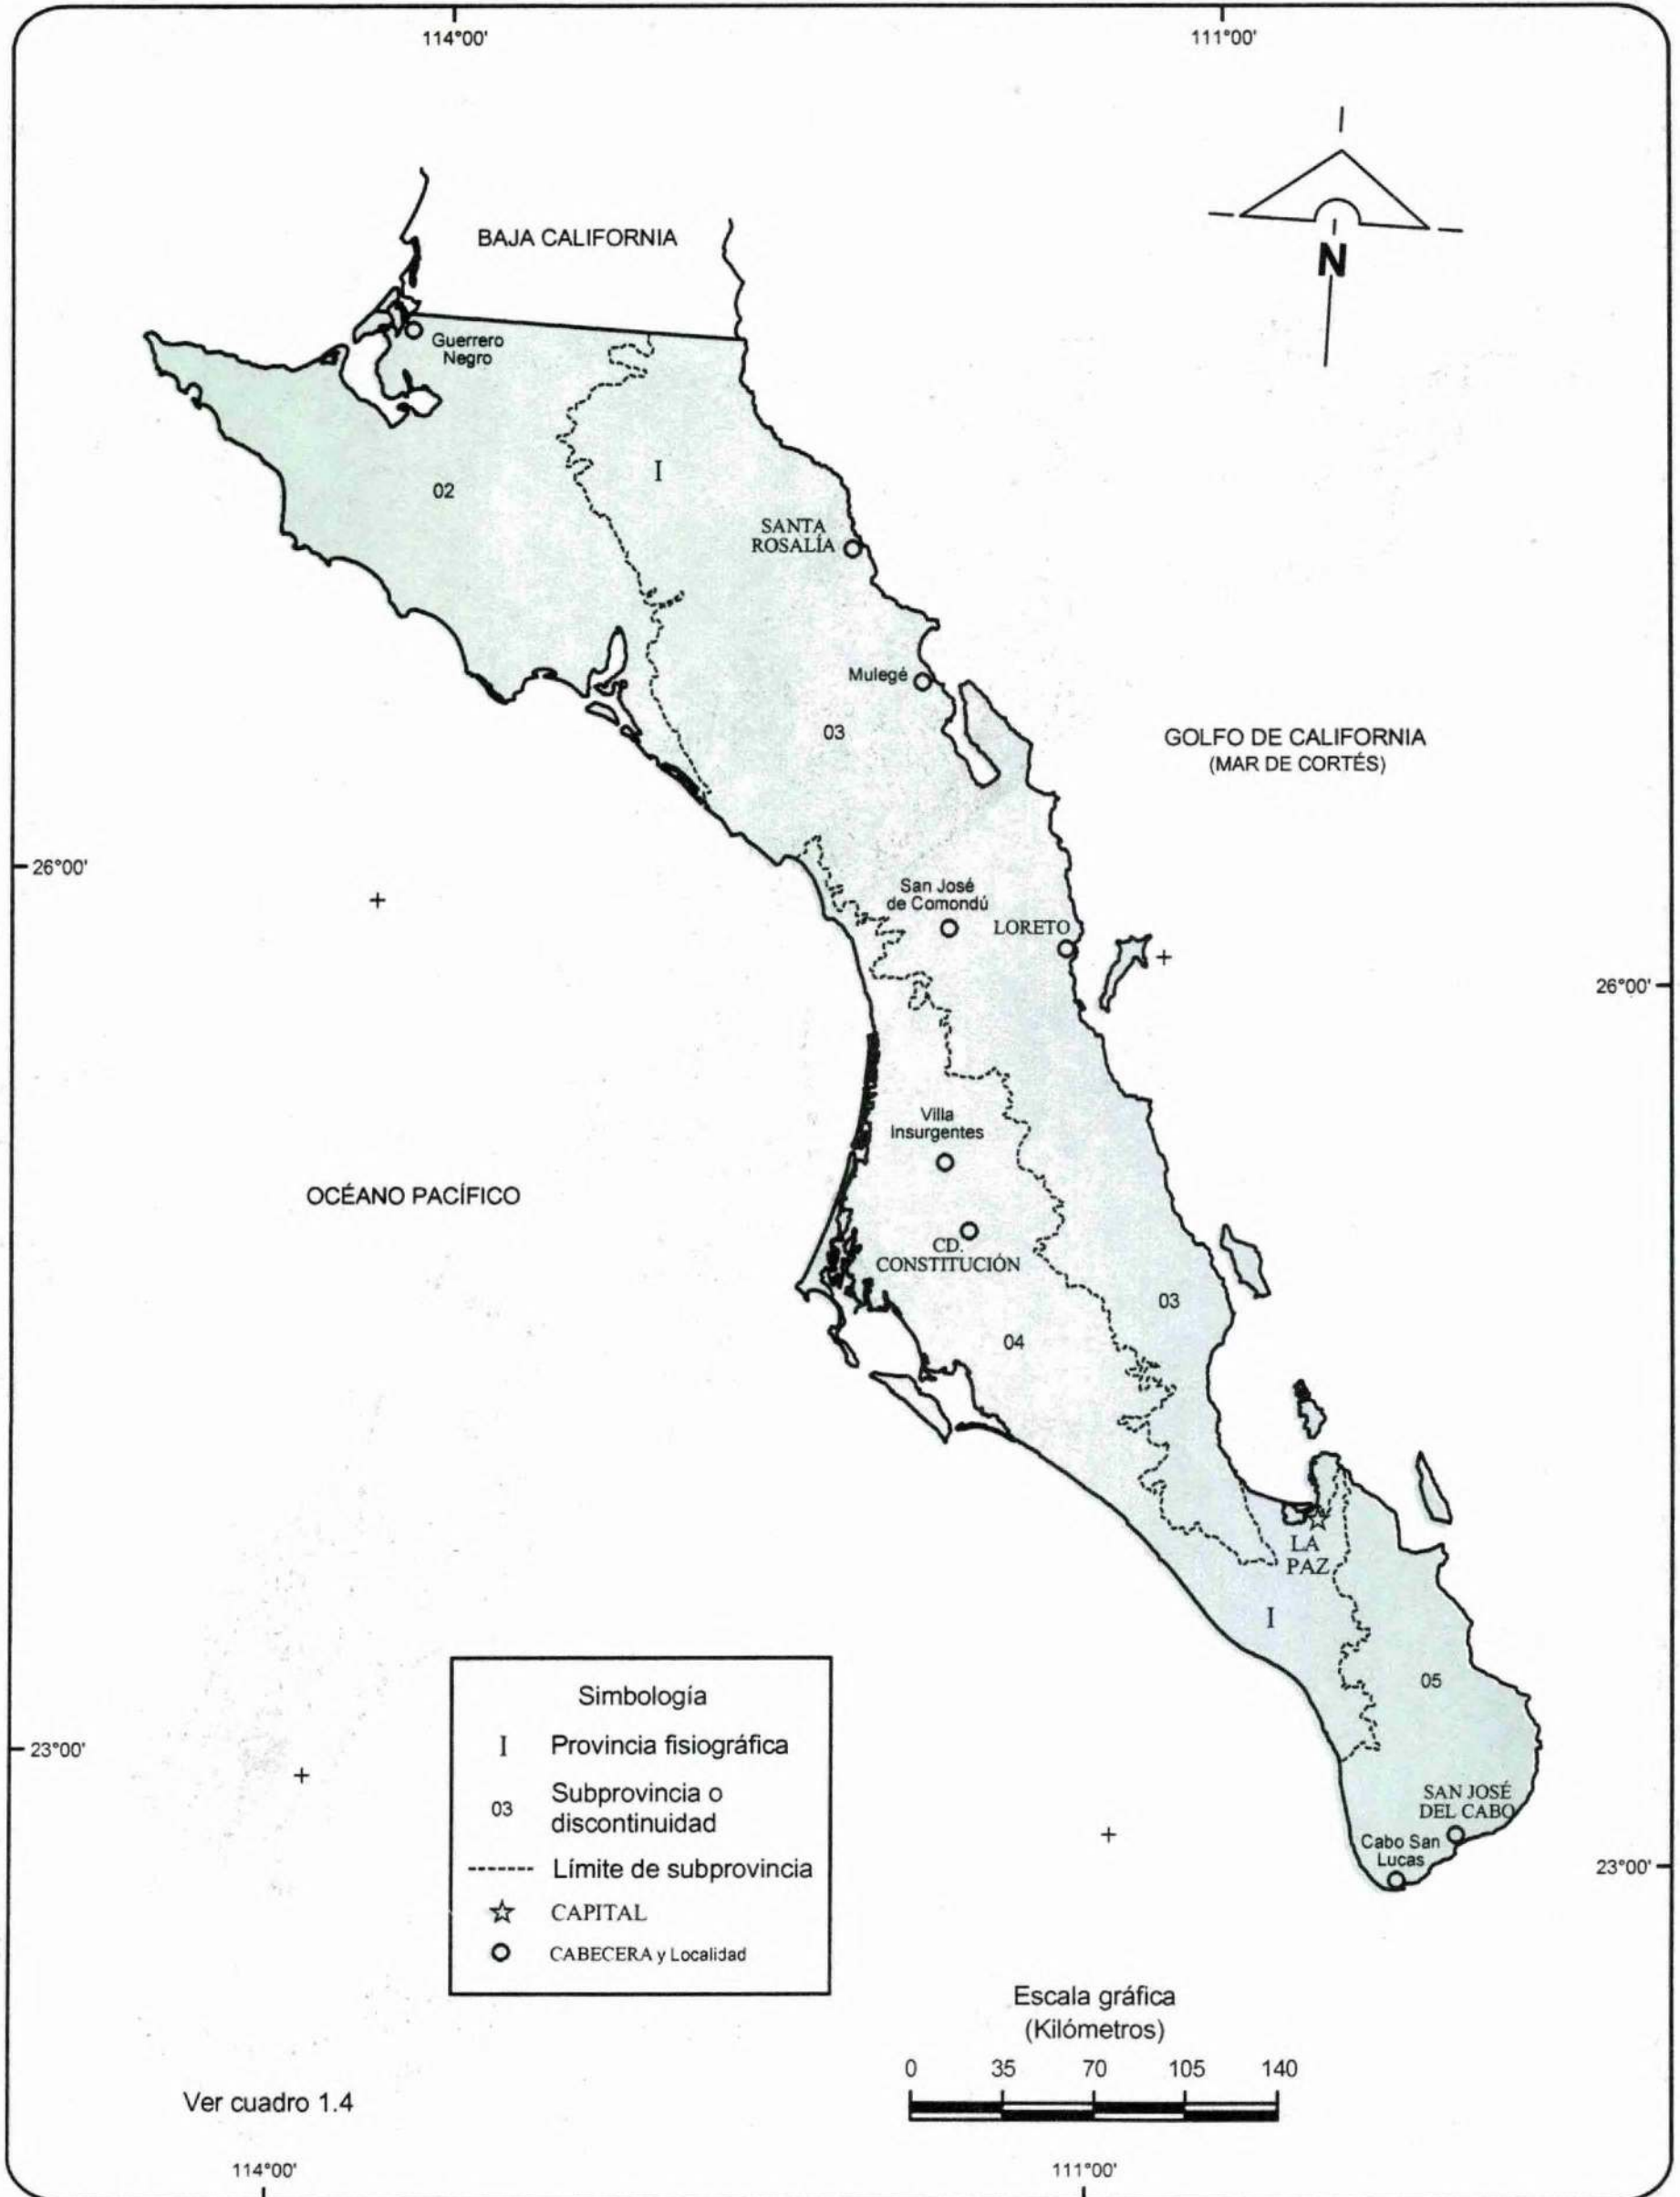 114°00'
111°00'
BAJA CALIFORNIA
N
Guerrero
Negro
I
02
SANTA
ROSALÍA
Mulegé
03
GOLFO DE CALIFORNIA
(MAR DE CORTÉS)
26°00'
San José
de Comondú
LORETO
26°00'
Villa
Insurgentes
OCÉANO PACÍFICO
CD.
CONSTITUCIÓN
03
04
LA
PAZ
I
05
23°00'
SAN JOSÉ
DEL CABO
Cabo San
Lucas
23°00'
Simbología
I Provincia fisiográfica
03 Subprovincia o
discontinuidad
Límite de subprovincia
CAPITAL
CABECERA y Localidad
Escala gráfica
(Kilómetros)
0 35 70 105 140
Ver cuadro 1.4
114°00'
111°00'